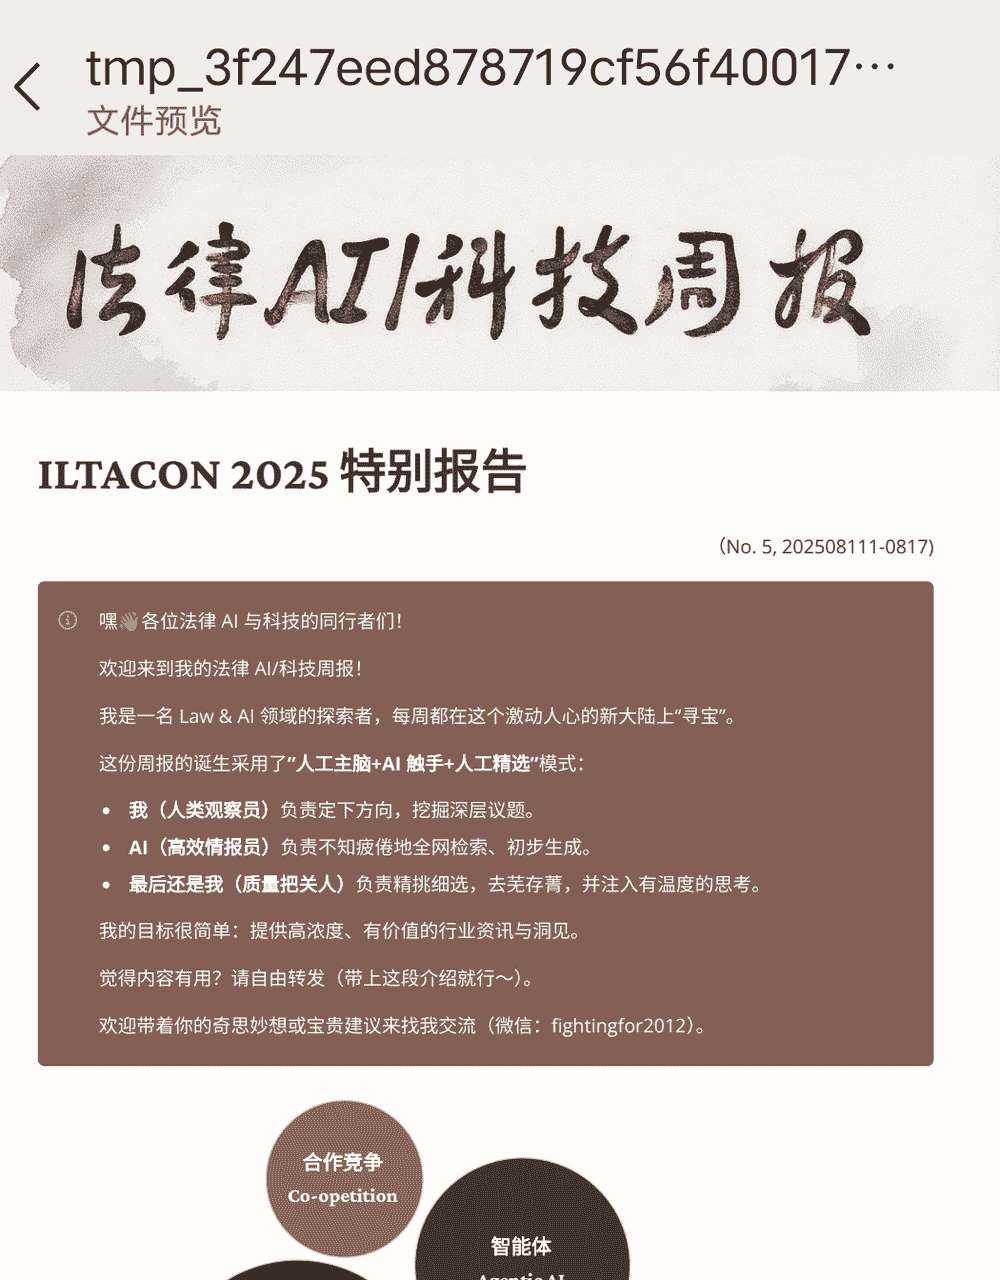 tmp_3f247eed878719cf56f40017…
文件预览
法律AI/科技周报
ILTACON 2025 特别报告
（No. 5, 202508111-0817)
嘿👋各位法律 AI 与科技的同行者们！
欢迎来到我的法律 AI/科技周报！
我是一名 Law & AI 领域的探索者，每周都在这个激动人心的新大陆上“寻宝”。
这份周报的诞生采用了“人工主脑+AI 触手+人工精选”模式：
• 我（人类观察员）负责定下方向，挖掘深层议题。
• AI（高效情报员）负责不知疲倦地全网检索、初步生成。
• 最后还是我（质量把关人）负责精挑细选，去芜存菁，并注入有温度的思考。
我的目标很简单：提供高浓度、有价值的行业资讯与洞见。
觉得内容有用？请自由转发（带上这段介绍就行～）。
欢迎带着你的奇思妙想或宝贵建议来找我交流（微信：fightingfor2012）。
合作竞争
Co-opetition
智能体
Agentic AI